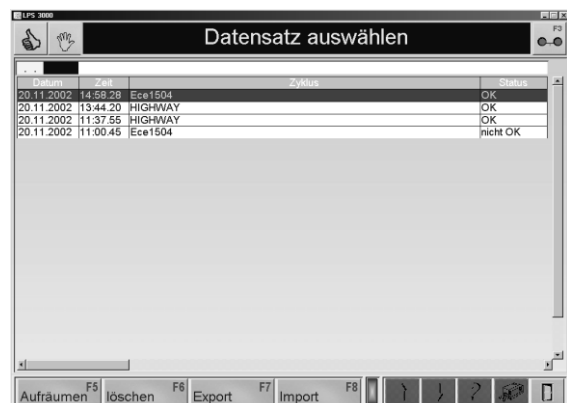 LPS 3000
Datensatz auswählen
F3
. .
Datum Zeit Zyklus Status
20.11.2002 14:58.28 Ece1504 OK
20.11.2002 13:44.20 HIGHWAY OK
20.11.2002 11:37.55 HIGHWAY OK
20.11.2002 11:00.45 Ece1504 nicht OK
Aufräumen F5 löschen F6 Export F7 Import F8